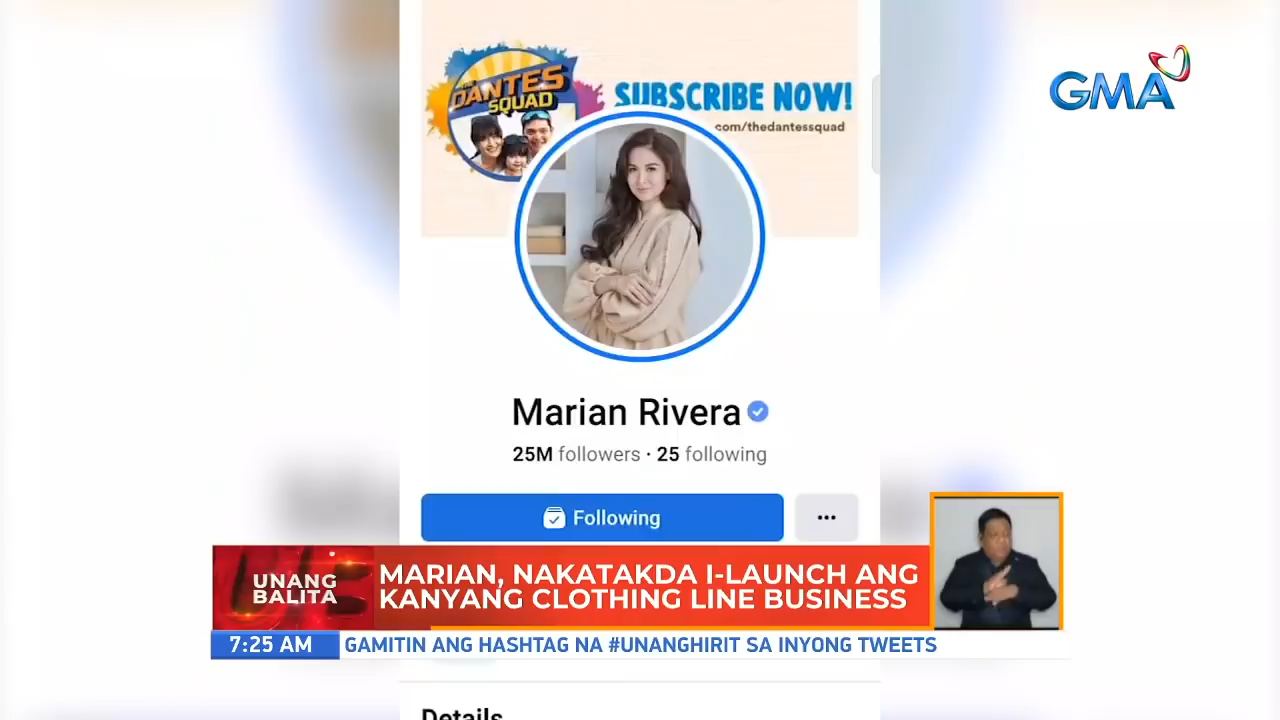 THE
DANTES
SQUAD
SUBSCRIBE NOW!
com/thedantessquad
GMA
Marian Rivera
25M followers · 25 following
Following
UNANG
BALITA
MARIAN, NAKATAKDA I-LAUNCH ANG
KANYANG CLOTHING LINE BUSINESS
7:25 AM GAMITIN ANG HASHTAG NA #UNANGHIRIT SA INYONG TWEETS
Details